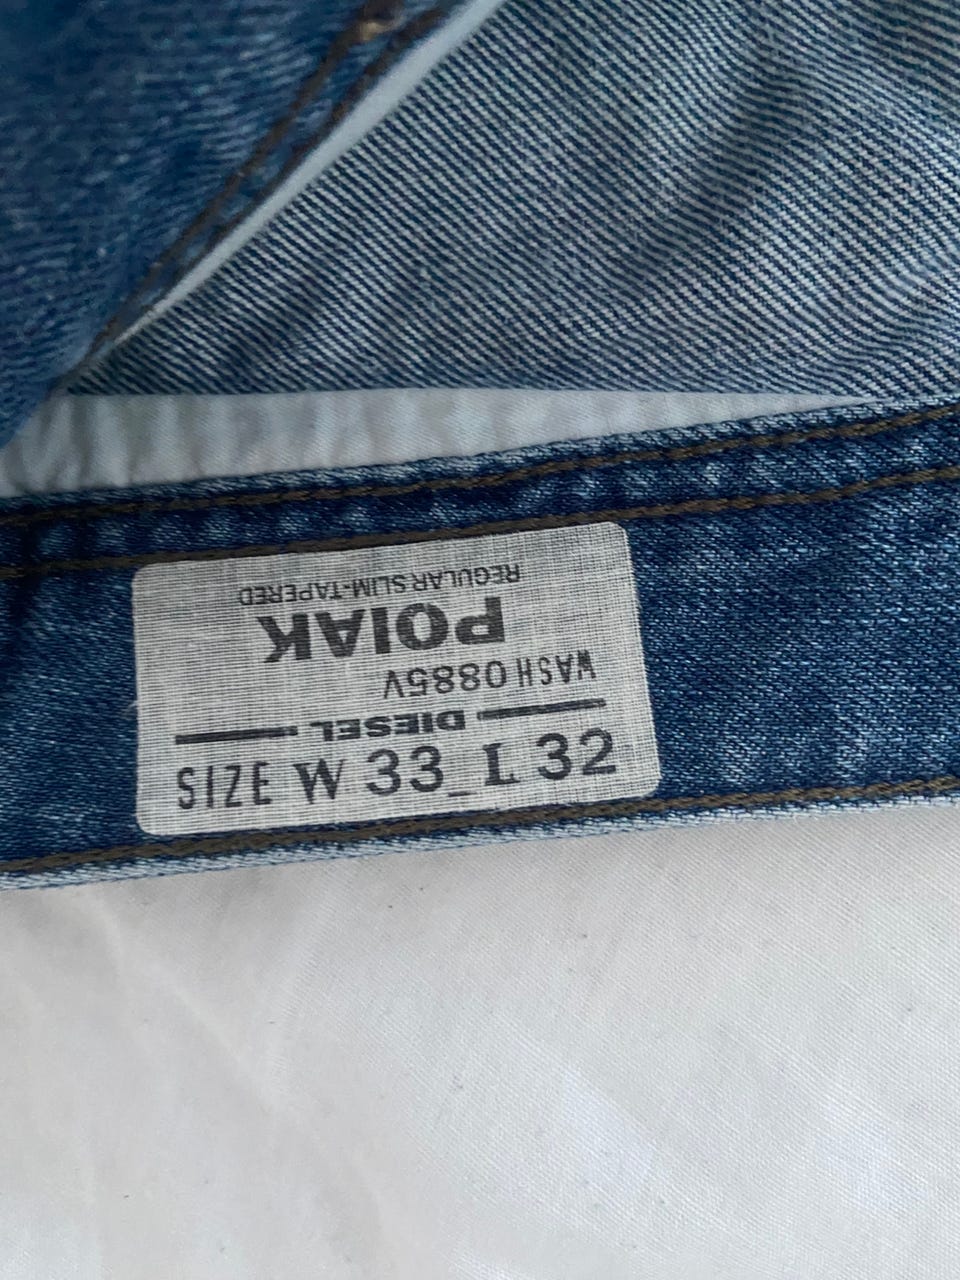 REGULAR SLIM-TAPERED
POIAK
WASH 0885V
DIESEL
SIZE W 33_L 32